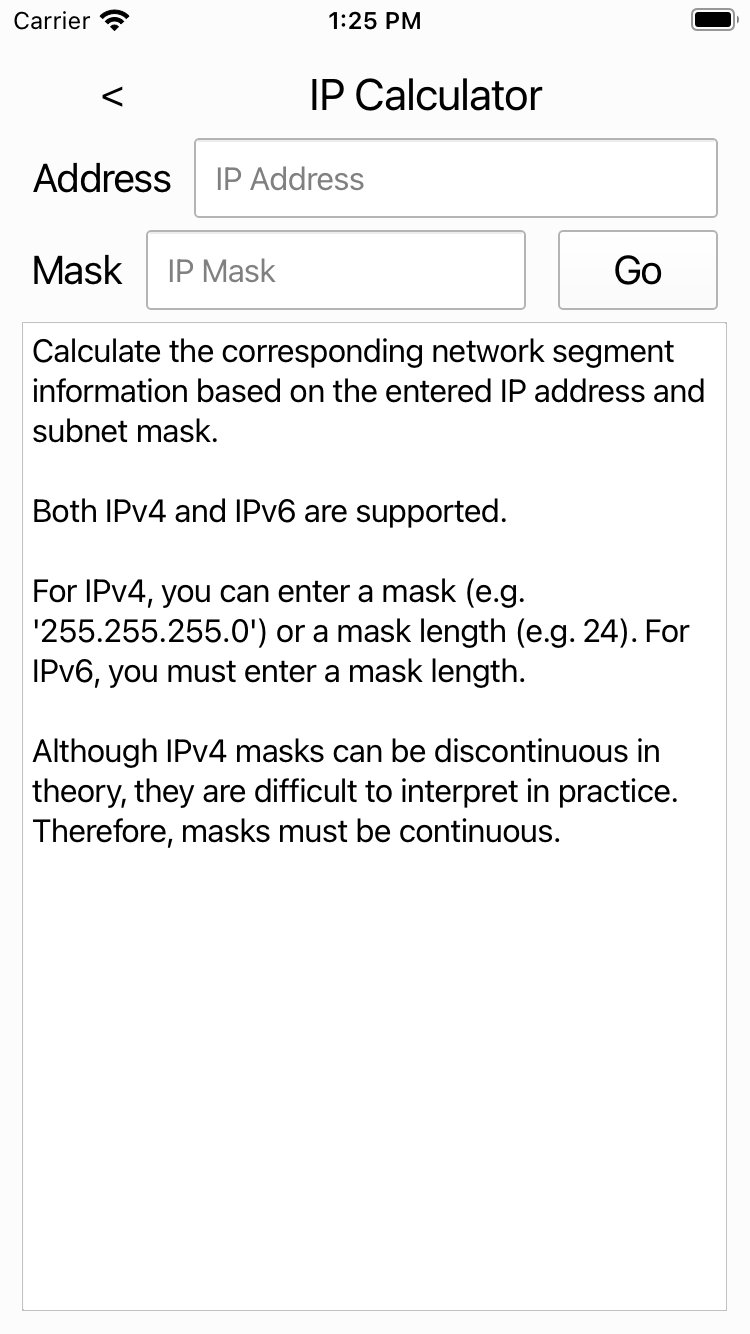 Carrier 1:25 PM
< IP Calculator
Address IP Address
Mask IP Mask Go
Calculate the corresponding network segment
information based on the entered IP address and
subnet mask.
Both IPv4 and IPv6 are supported.
For IPv4, you can enter a mask (e.g.
'255.255.255.0') or a mask length (e.g. 24). For
IPv6, you must enter a mask length.
Although IPv4 masks can be discontinuous in
theory, they are difficult to interpret in practice.
Therefore, masks must be continuous.